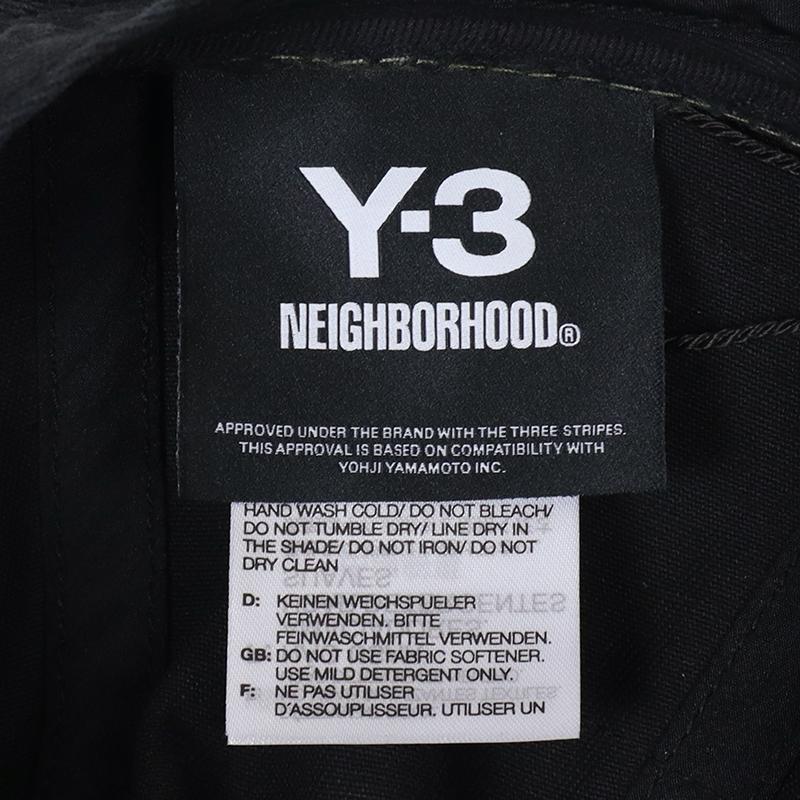 Y-3
NEIGHBORHOOD®
APPROVED UNDER THE BRAND WITH THE THREE STRIPES.
THIS APPROVAL IS BASED ON COMPATIBILITY WITH
YOHJI YAMAMOTO INC.
HAND WASH COLD/ DO NOT BLEACH/
DO NOT TUMBLE DRY/ LINE DRY IN
THE SHADE/ DO NOT IRON/ DO NOT
DRY CLEAN
D: KEINEN WEICHSPUELER
VERWENDEN. BITTE
FEINWASCHMITTEL VERWENDEN.
GB: DO NOT USE FABRIC SOFTENER.
USE MILD DETERGENT ONLY.
F: NE PAS UTILISER
D'ASSOUPLISSEUR. UTILISER UN